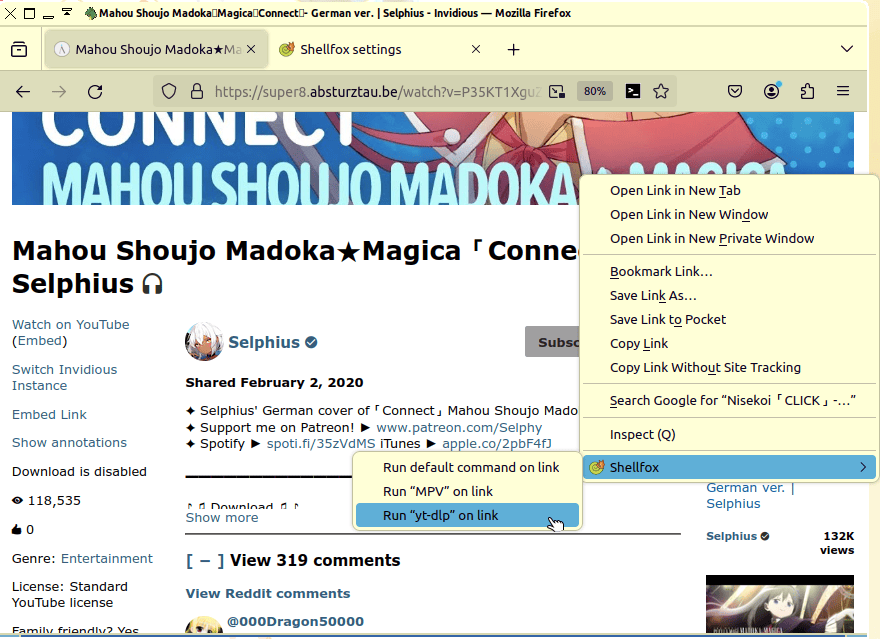 Mahou Shoujo Madoka Magica Connect - German ver. | Selphius - Invidious — Mozilla Firefox
Mahou Shoujo Madoka★Ma
Shellfox settings
https://super8.absturztau.be/watch?v=P35KT1Xgu
80%
CONNECT
MAHOU SHOUJO MADOKA MAGICA
Mahou Shoujo Madoka★Magica「Conne
Selphius
Watch on YouTube
(Embed)
Switch Invidious
Instance
Embed Link
Show annotations
Download is disabled
118,535
0
Genre: Entertainment
License: Standard
YouTube license
Family friendly? Yes
Selphius
Subsc
Shared February 2, 2020
✦ Selphius' German cover of「Connect」Mahou Shoujo Mado
✦ Support me on Patreon! ► www.patreon.com/Selphy
✦ Spotify ► spoti.fi/35zVdMS iTunes ► apple.co/2pbF4fJ
♪ ♫ Download ♫ ♪
Show more
[ − ] View 319 comments
View Reddit comments
@000Dragon50000
Open Link in New Tab
Open Link in New Window
Open Link in New Private Window
Bookmark Link…
Save Link As…
Save Link to Pocket
Copy Link
Copy Link Without Site Tracking
Search Google for “Nisekoi「CLICK」-…”
Inspect (Q)
Shellfox
Run default command on link
Run “MPV” on link
Run “yt-dlp” on link
German ver. |
Selphius
Selphius
132K
views